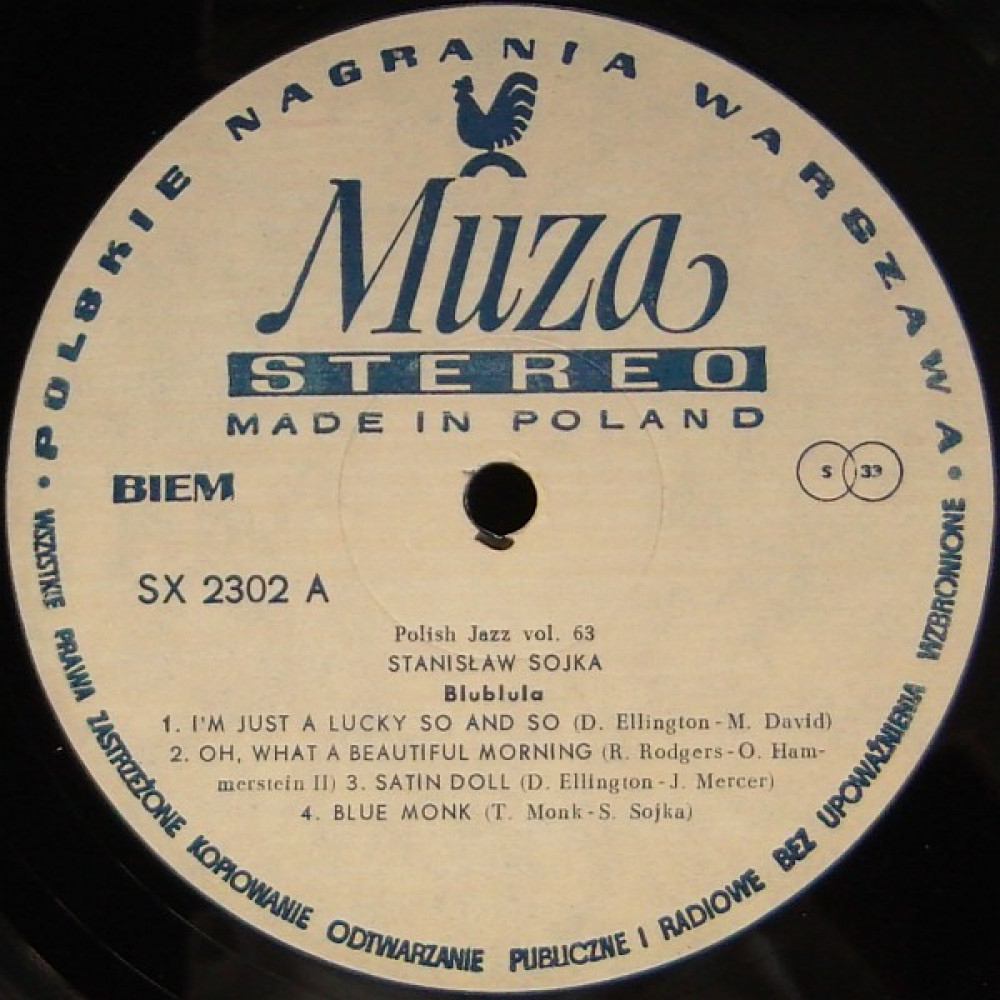 • POLSKIE NAGRANIA WARSZAWA •
Muza
STEREO
MADE IN POLAND
BIEM
S 33
SX 2302 A
Polish Jazz vol. 63
STANISŁAW SOJKA
Blublula
1. I'M JUST A LUCKY SO AND SO (D. Ellington - M. David)
2. OH, WHAT A BEAUTIFUL MORNING (R. Rodgers - O. Ham-
merstein II) 3. SATIN DOLL (D. Ellington - J. Mercer)
4. BLUE MONK (T. Monk - S. Sojka)
WSZYSTKIE PRAWA ZASTRZEŻONE KOPIOWANIE ODTWARZANIE PUBLICZNE I RADIOWE BEZ UPOWAŻNIENIA WZBRONIONE